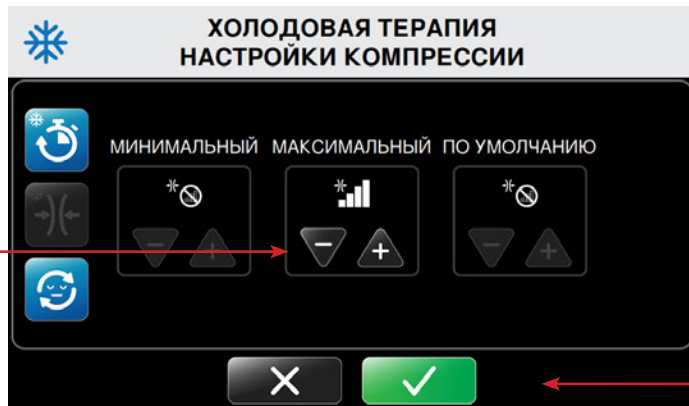 ХОЛОДОВАЯ ТЕРАПИЯ
НАСТРОЙКИ КОМПРЕССИИ
МИНИМАЛЬНЫЙ МАКСИМАЛЬНЫЙ ПО УМОЛЧАНИЮ